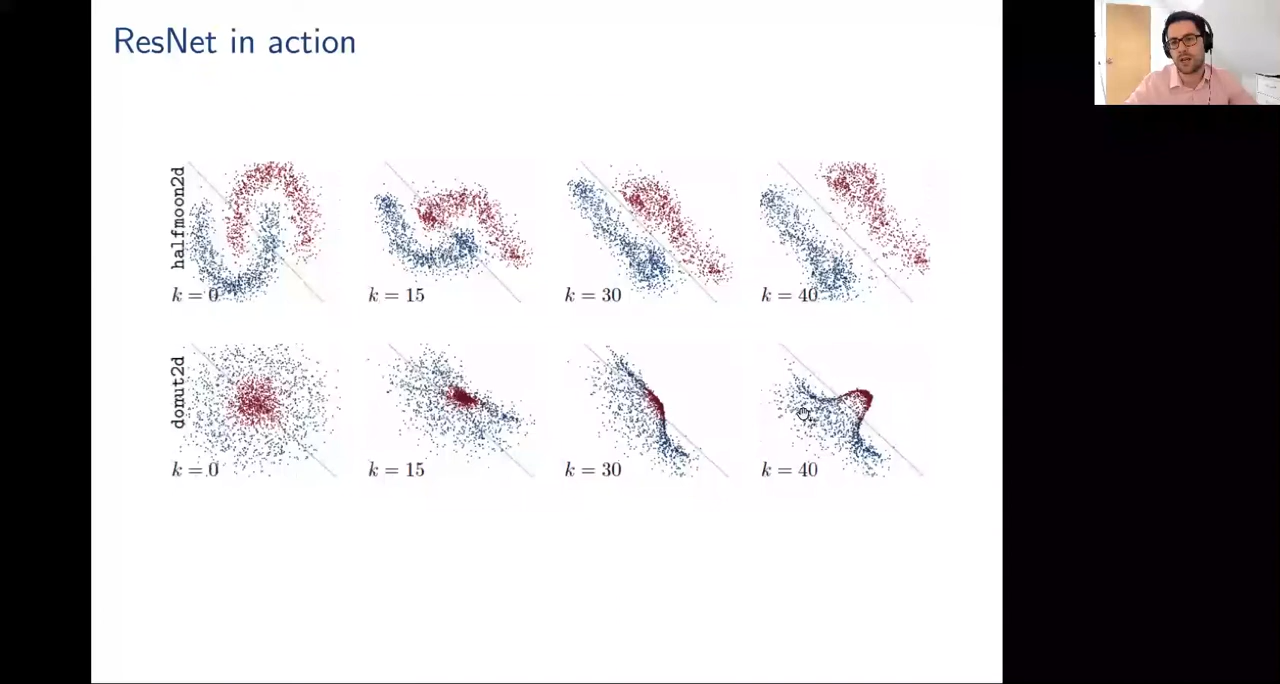 ResNet in action
halfmoon2d
k = 0
k = 15
k = 30
k = 40
donut2d
k = 0
k = 15
k = 30
k = 40